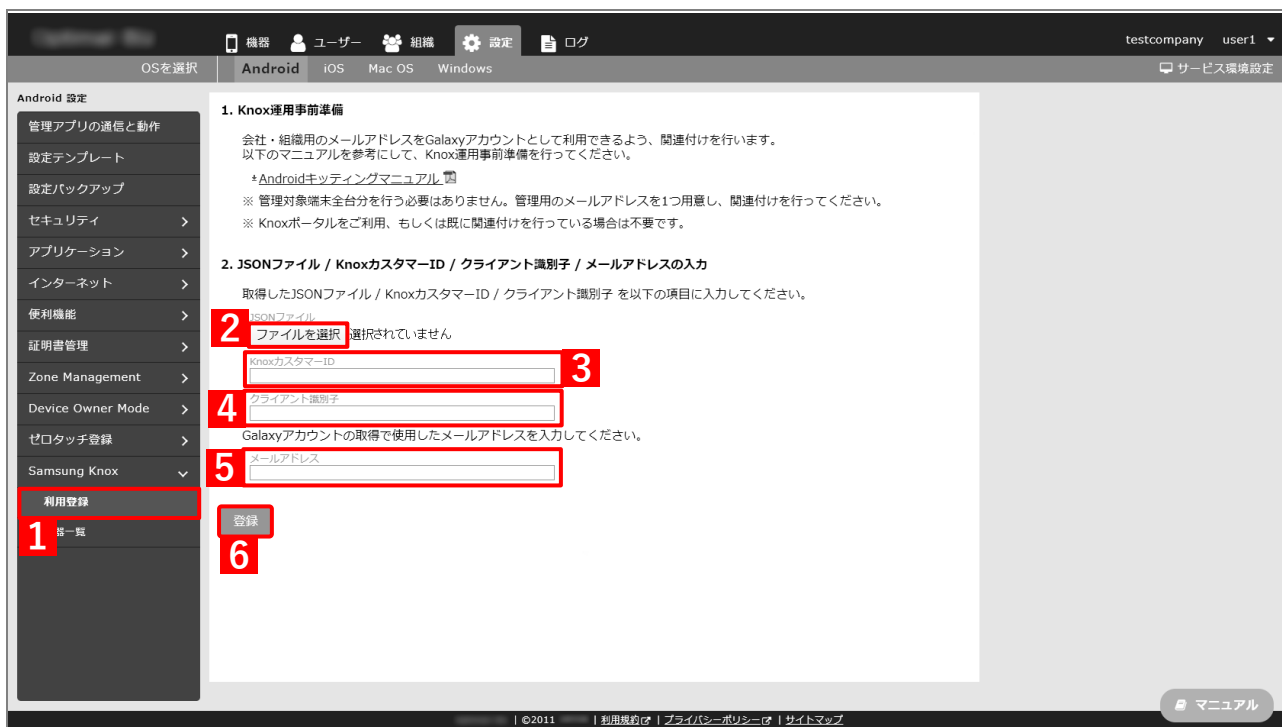 機器 ユーザー 組織 設定 ログ testcompany user1
OSを選択 Android iOS Mac OS Windows サービス環境設定
Android 設定
管理アプリの通信と動作
設定テンプレート
設定バックアップ
セキュリティ
アプリケーション
インターネット
便利機能
証明書管理
Zone Management
Device Owner Mode
ゼロタッチ登録
Samsung Knox
利用登録
1
一覧
1. Knox運用事前準備
会社・組織用のメールアドレスをGalaxyアカウントとして利用できるよう、関連付けを行います。
以下のマニュアルを参考にして、Knox運用事前準備を行ってください。
Androidキッティングマニュアル
※ 管理対象端末全台分を行う必要はありません。管理用のメールアドレスを1つ用意し、関連付けを行ってください。
※ Knoxポータルをご利用、もしくは既に関連付けを行っている場合は不要です。
2. JSONファイル / KnoxカスタマーID / クライアント識別子 / メールアドレスの入力
取得したJSONファイル / KnoxカスタマーID / クライアント識別子 を以下の項目に入力してください。
JSONファイル
2 ファイルを選択 選択されていません
KnoxカスタマーID
3
クライアント識別子
4
Galaxyアカウントの取得で使用したメールアドレスを入力してください。
メールアドレス
5
登録
6
マニュアル
| ©2011 | 利用規約 | プライバシーポリシー | サイトマップ